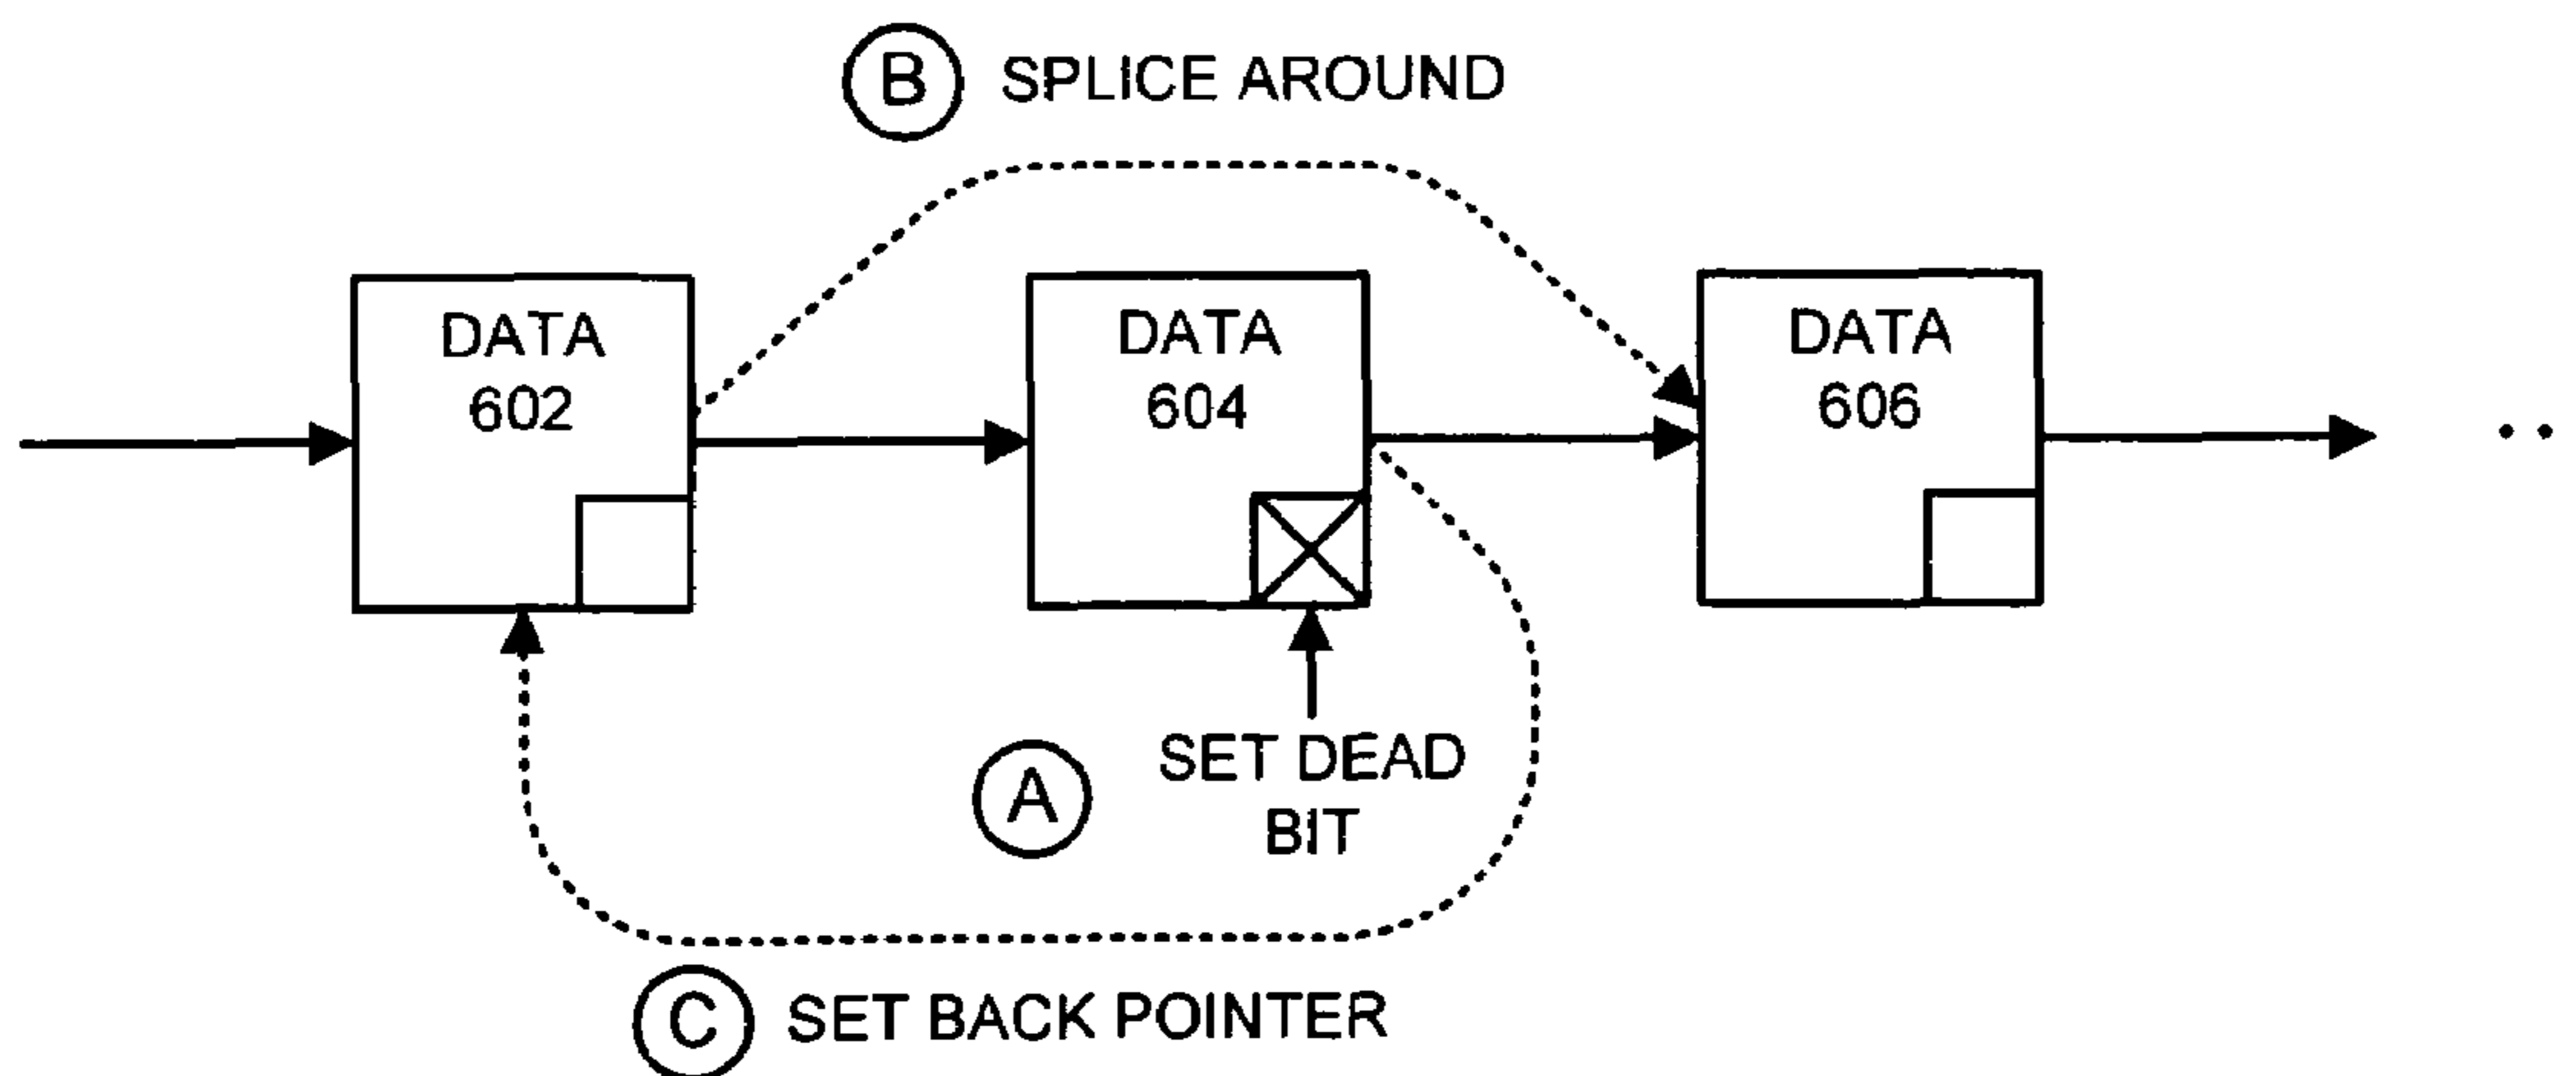 B SPLICE AROUND
DATA
602
DATA
604
DATA
606
A SET DEAD
BIT
C SET BACK POINTER